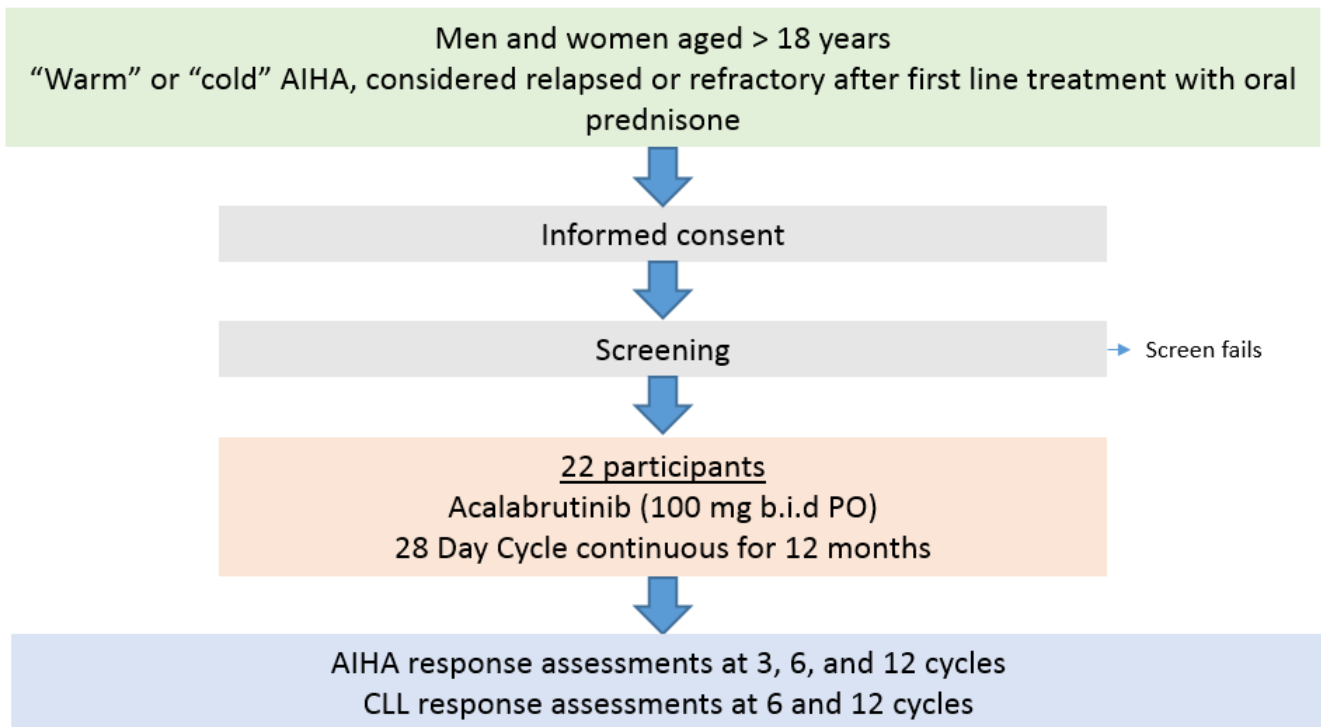 Men and women aged > 18 years
“Warm” or “cold” AIHA, considered relapsed or refractory after first line treatment with oral
prednisone
Informed consent
Screening
Screen fails
22 participants
Acalabrutinib (100 mg b.i.d PO)
28 Day Cycle continuous for 12 months
AIHA response assessments at 3, 6, and 12 cycles
CLL response assessments at 6 and 12 cycles